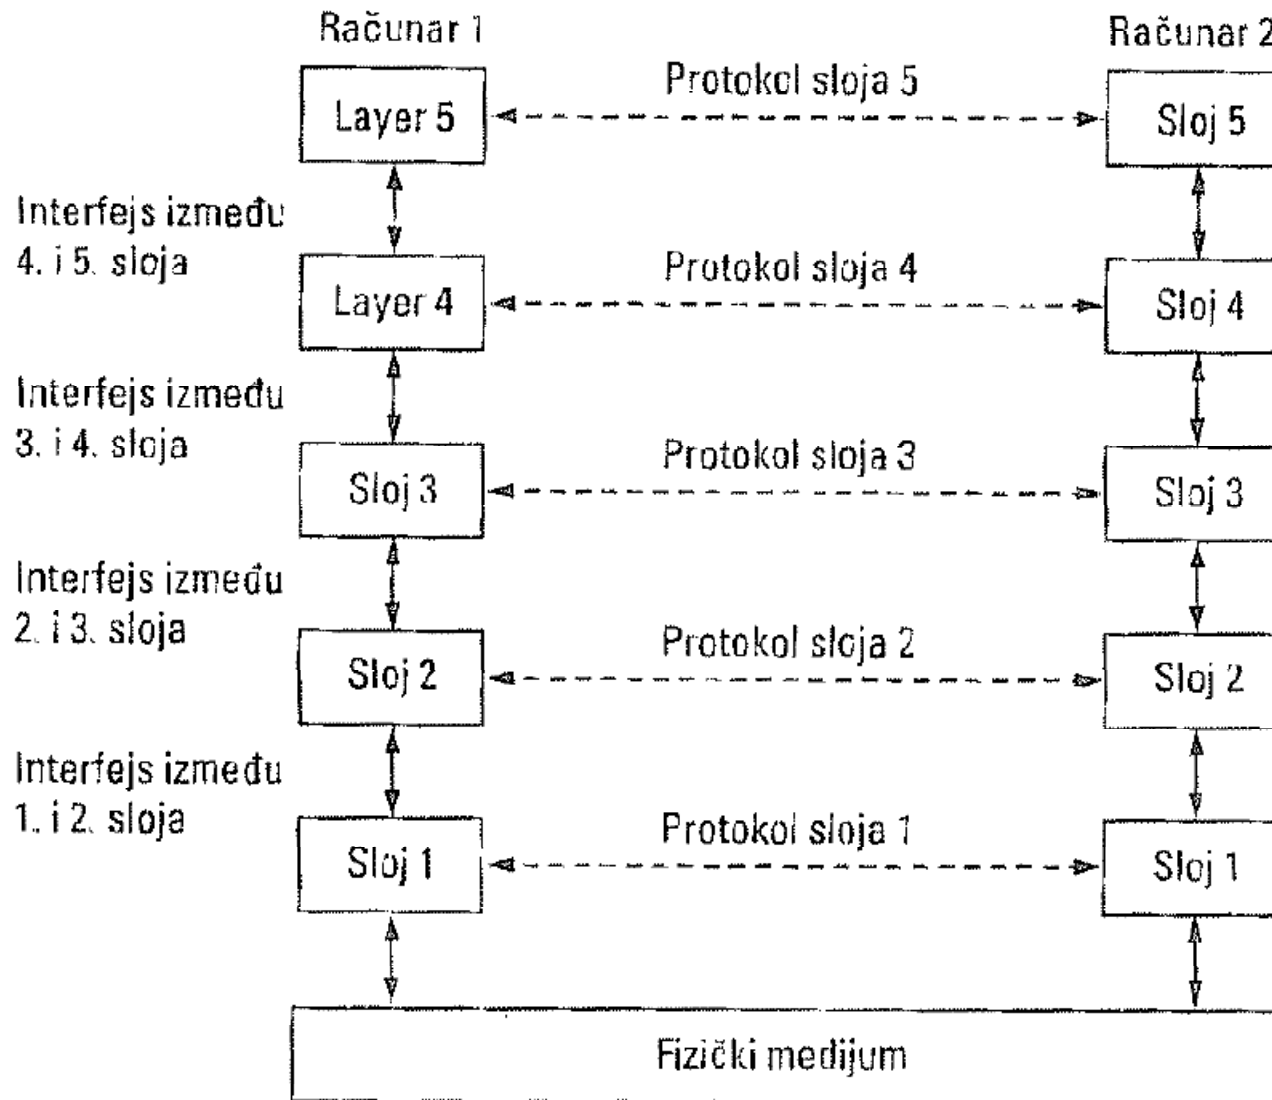 Računar 1
Računar 2
Protokol sloja 5
Layer 5
Sloj 5
Interfejs između
4. i 5. sloja
Protokol sloja 4
Layer 4
Sloj 4
Interfejs između
3. i 4. sloja
Protokol sloja 3
Sloj 3
Sloj 3
Interfejs između
2. i 3. sloja
Protokol sloja 2
Sloj 2
Sloj 2
Interfejs između
1. i 2. sloja
Protokol sloja 1
Sloj 1
Sloj 1
Fizički medijum